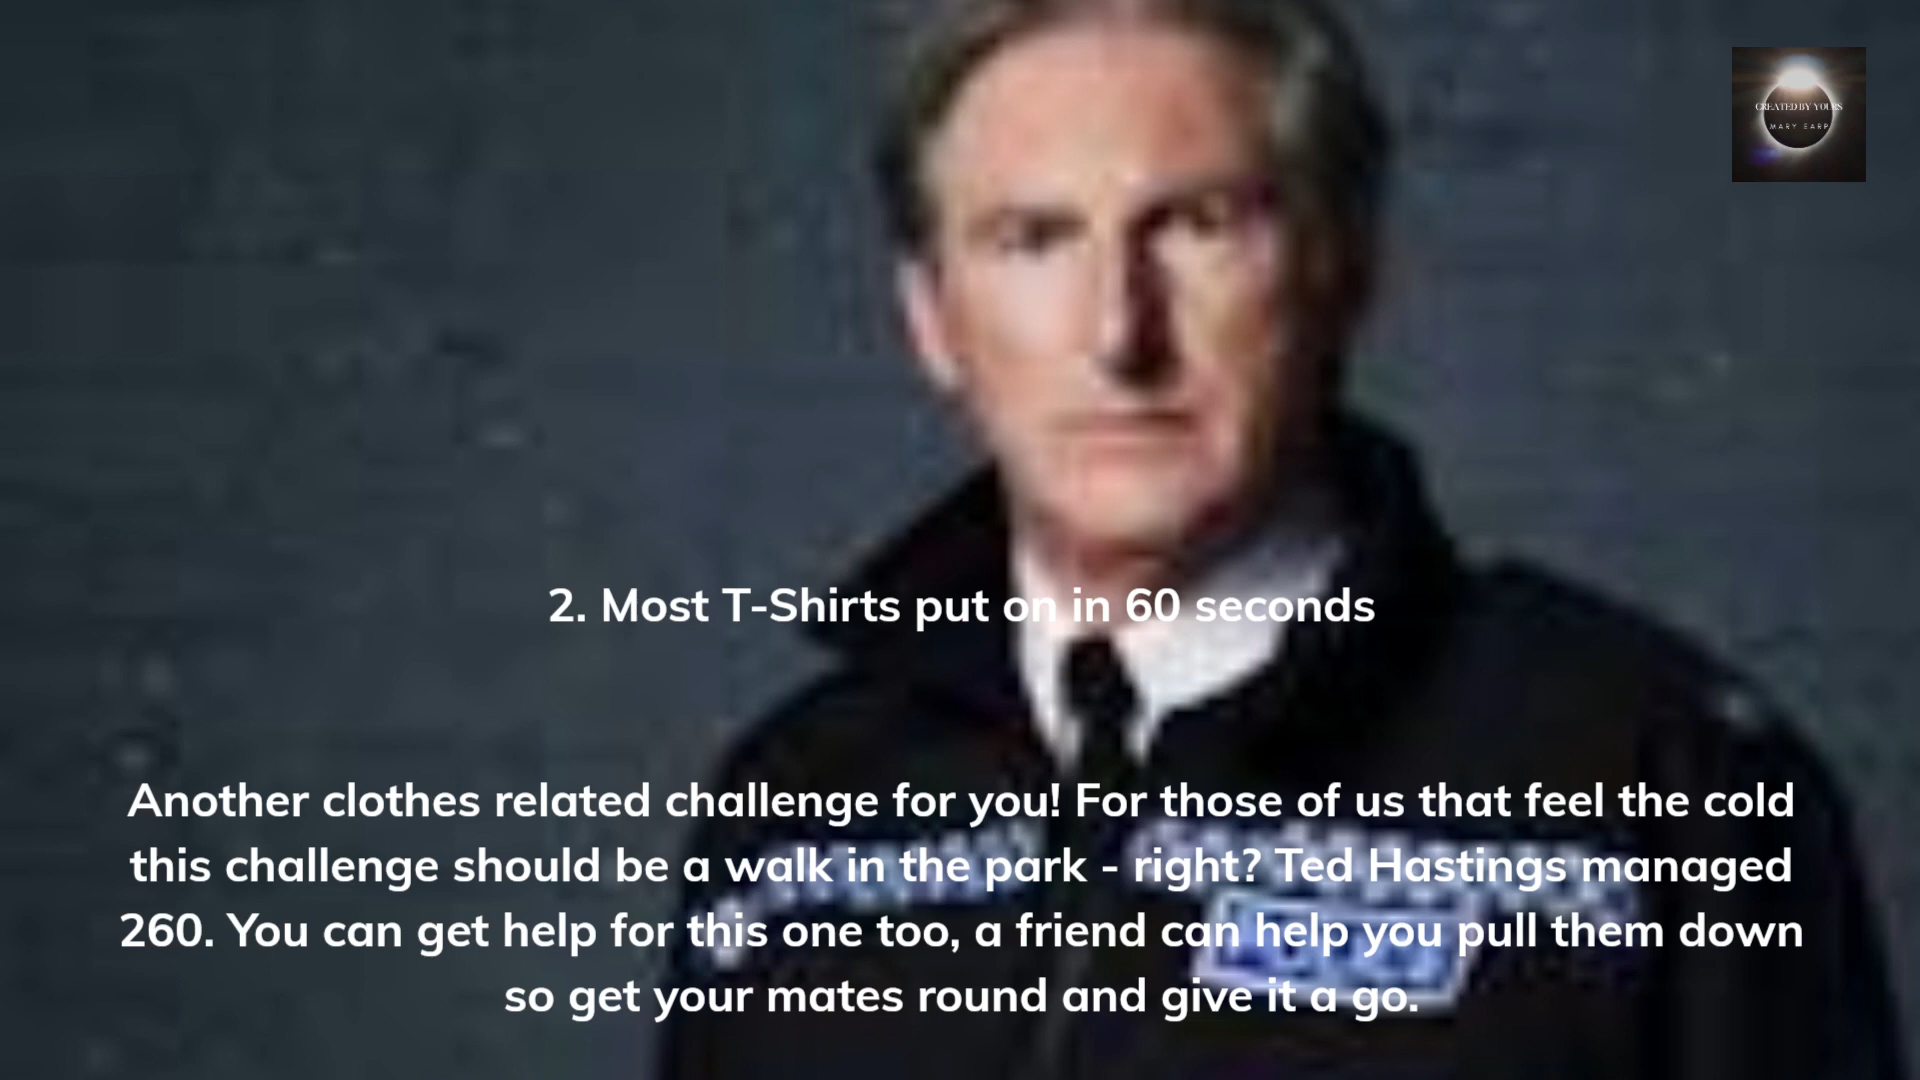 CREATED BY YOURS
MARY EARP
2. Most T-Shirts put on in 60 seconds
Another clothes related challenge for you! For those of us that feel the cold
this challenge should be a walk in the park - right? Ted Hastings managed
260. You can get help for this one too, a friend can help you pull them down
so get your mates round and give it a go.